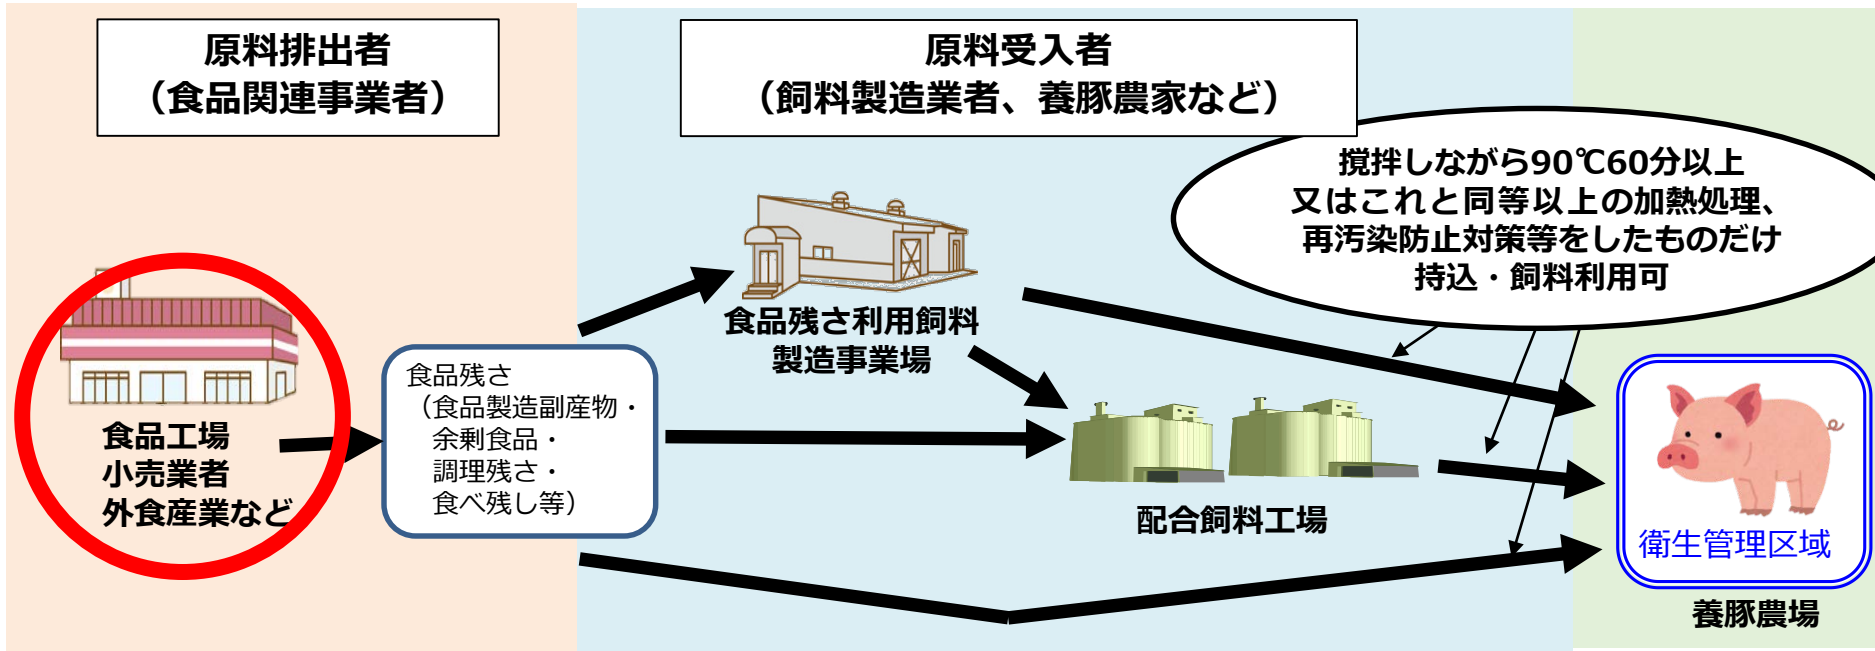 原料排出者
（食品関連事業者）
原料受入者
（飼料製造業者、養豚農家など）
撹拌しながら90℃60分以上
又はこれと同等以上の加熱処理、
再汚染防止対策等をしたものだけ
持込・飼料利用可
食品残さ利用飼料
製造事業場
食品工場
小売業者
外食産業など
食品残さ
（食品製造副産物・
余剰食品・
調理残さ・
食べ残し等）
配合飼料工場
衛生管理区域
養豚農場